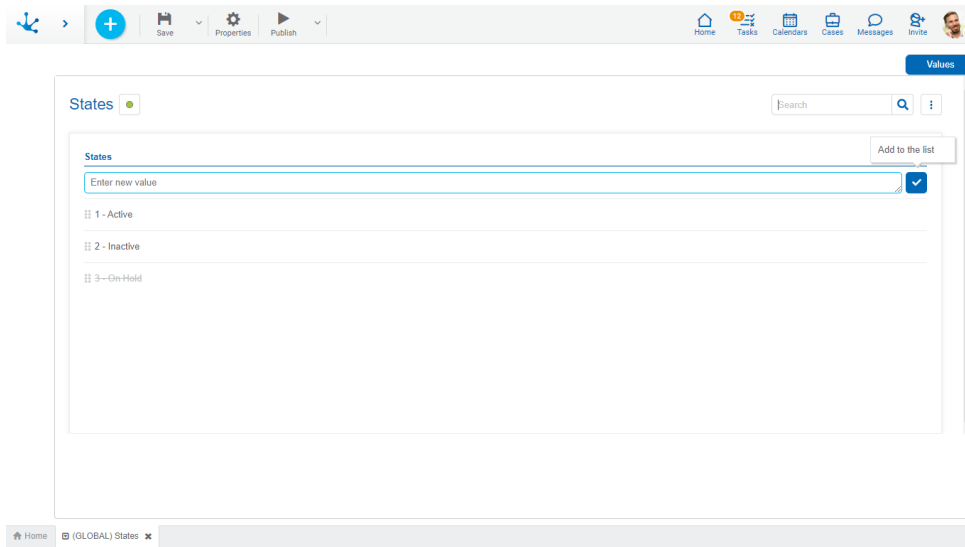 Save
Properties
Publish
Home
12
Tasks
Calendars
Cases
Messages
Invite
Values
States
Search
Add to the list
States
Enter new value
1 - Active
2 - Inactive
3 - On Hold
Home
(GLOBAL) States